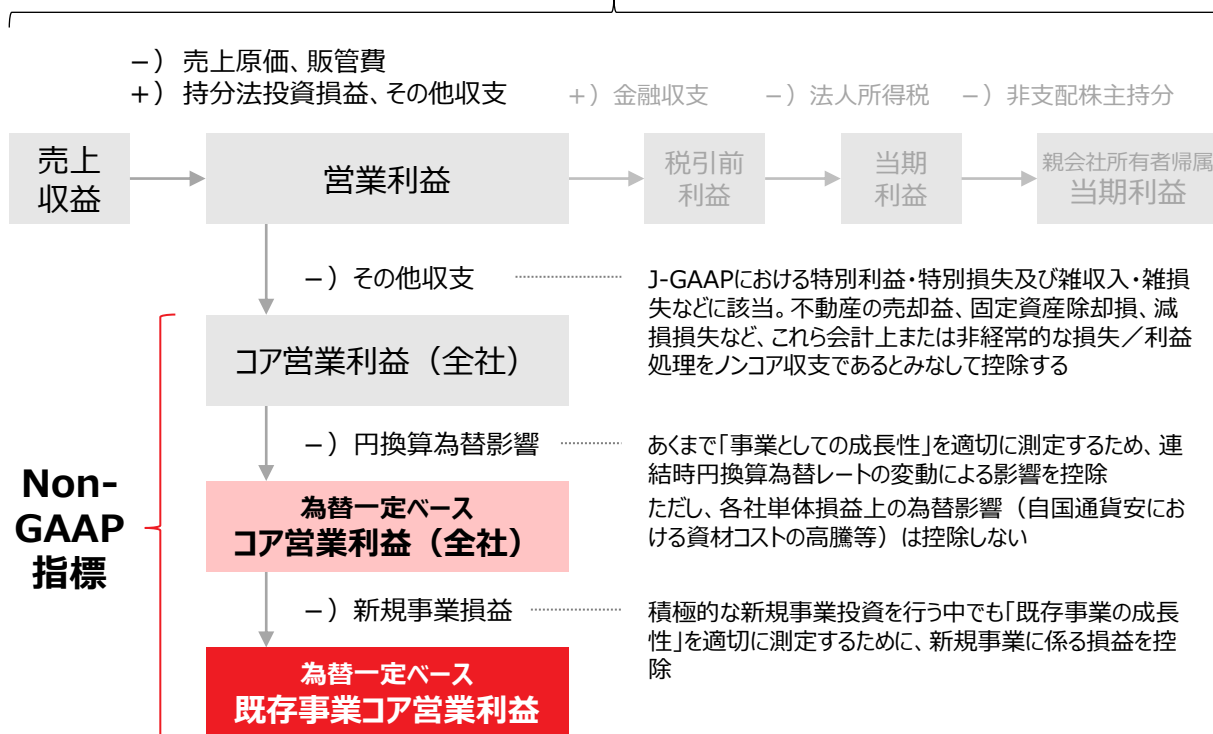 －）売上原価、販管費
＋）持分法投資損益、その他収支
＋）金融収支
－）法人所得税
－）非支配株主持分
売上
収益
営業利益
税引前
利益
当期
利益
親会社所有者帰属
当期利益
－）その他収支
J-GAAPにおける特別利益・特別損失及び雑収入・雑損
失などに該当。不動産の売却益、固定資産除却損、減
損損失など、これら会計上または非経常的な損失／利益
処理をノンコア収支であるとみなして控除する
コア営業利益（全社）
－）円換算為替影響
あくまで「事業としての成長性」を適切に測定するため、連
結時円換算為替レートの変動による影響を控除
ただし、各社単体損益上の為替影響（自国通貨安にお
ける資材コストの高騰等）は控除しない
Non-
GAAP
指標
為替一定ベース
コア営業利益（全社）
－）新規事業損益
積極的な新規事業投資を行う中でも「既存事業の成長
性」を適切に測定するために、新規事業に係る損益を控
除
為替一定ベース
既存事業コア営業利益